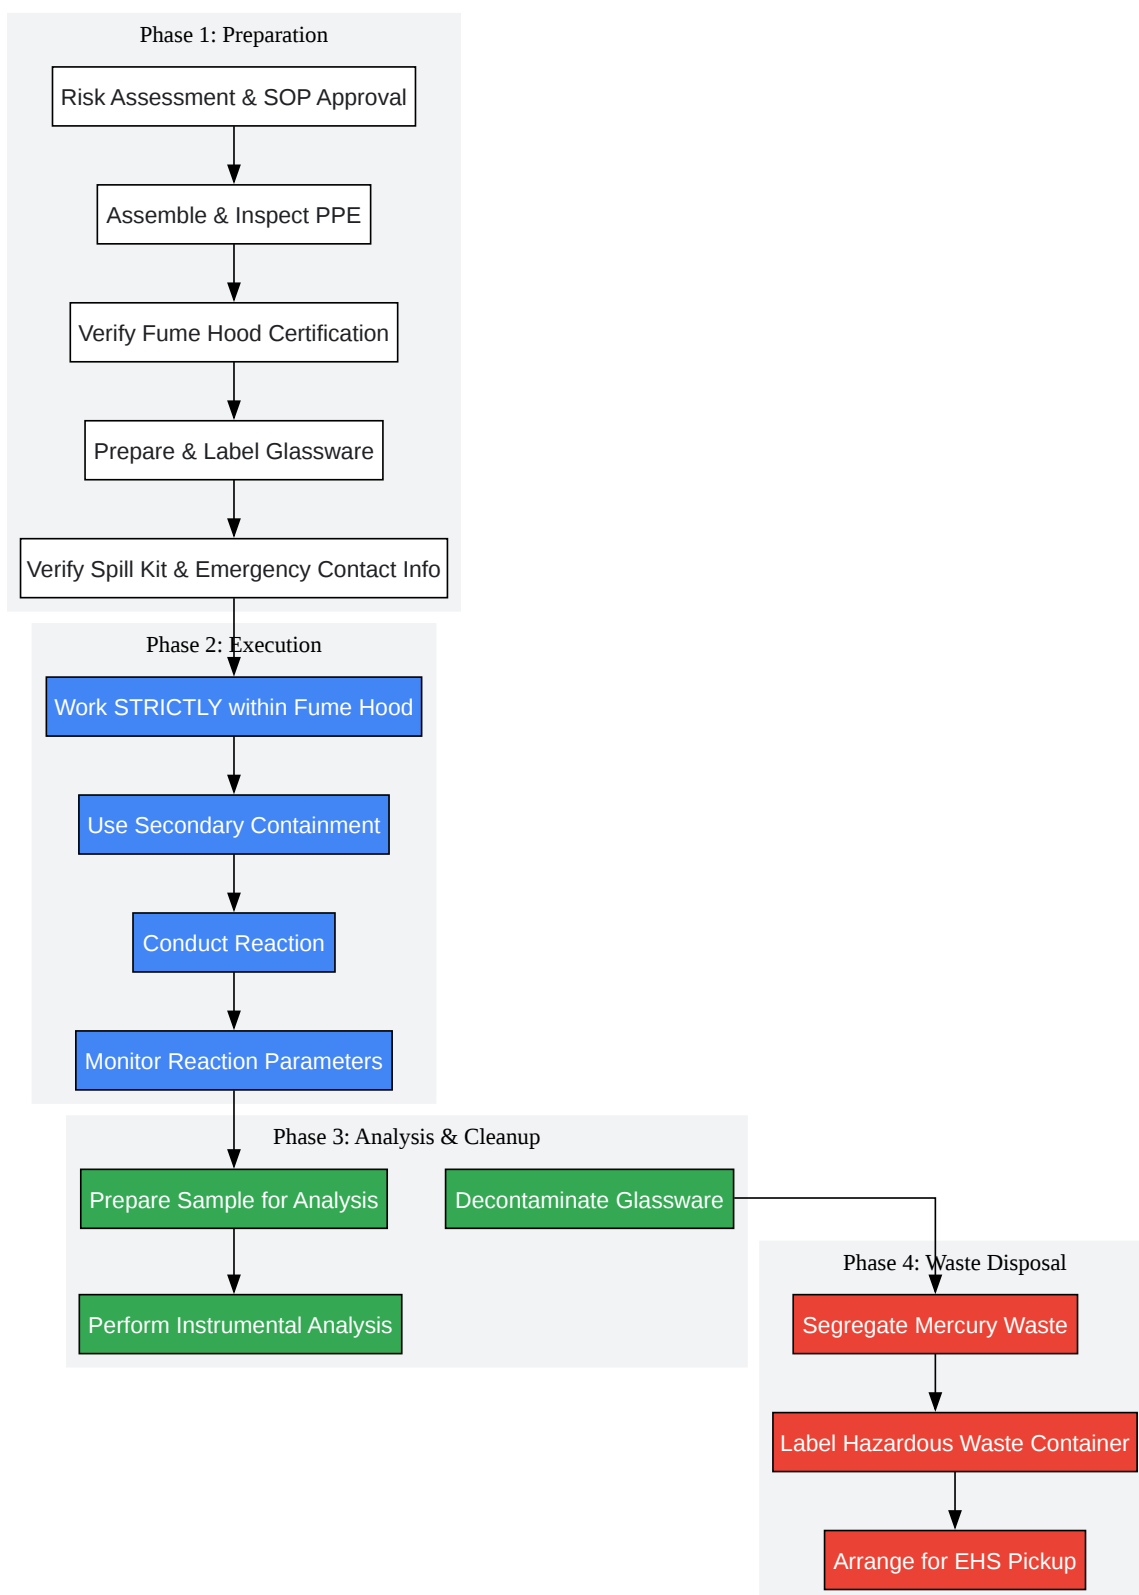 Phase 1: Preparation
Risk Assessment & SOP Approval
Assemble & Inspect PPE
Verify Fume Hood Certification
Prepare & Label Glassware
Verify Spill Kit & Emergency Contact Info
Phase 2: Execution
Work STRICTLY within Fume Hood
Use Secondary Containment
Conduct Reaction
Monitor Reaction Parameters
Phase 3: Analysis & Cleanup
Prepare Sample for Analysis
Decontaminate Glassware
Perform Instrumental Analysis
Phase 4: Waste Disposal
Segregate Mercury Waste
Label Hazardous Waste Container
Arrange for EHS Pickup